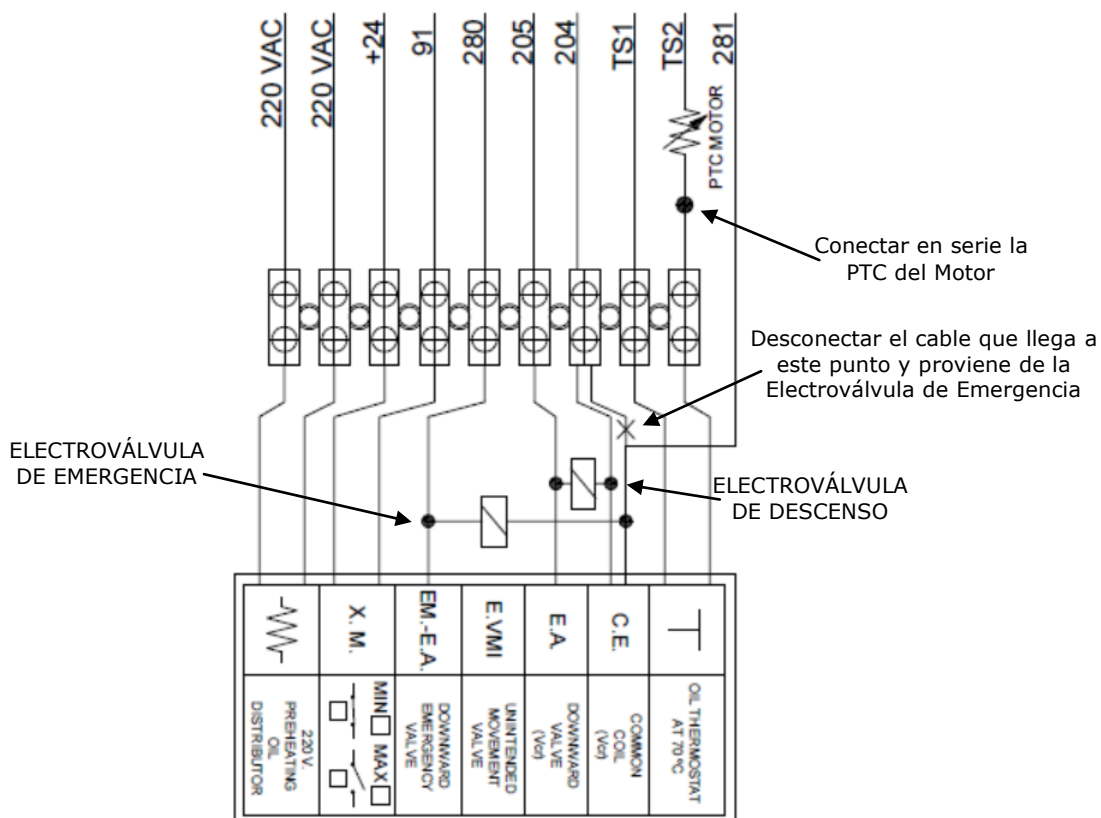 220 VAC
220 VAC
+24
91
280
205
204
TS1
TS2
281
PTC MOTOR
Conectar en serie la
PTC del Motor
Desconectar el cable que llega a
este punto y proviene de la
Electroválvula de Emergencia
ELECTROVÁLVULA
DE EMERGENCIA
ELECTROVÁLVULA
DE DESCENSO
X. M.
EM.-E.A.
E.VMI
E.A.
C.E.
220 V.
PREHEATING
OIL
DISTRIBUTOR
MIN
MAX
DOWNWARD
EMERGENCY
VALVE
UNINTENDED
MOVEMENT
VALVE
DOWNWARD
VALVE
(Vcr)
COMMON
COIL
(Vcr)
OIL THERMOSTAT
AT 70 ºC